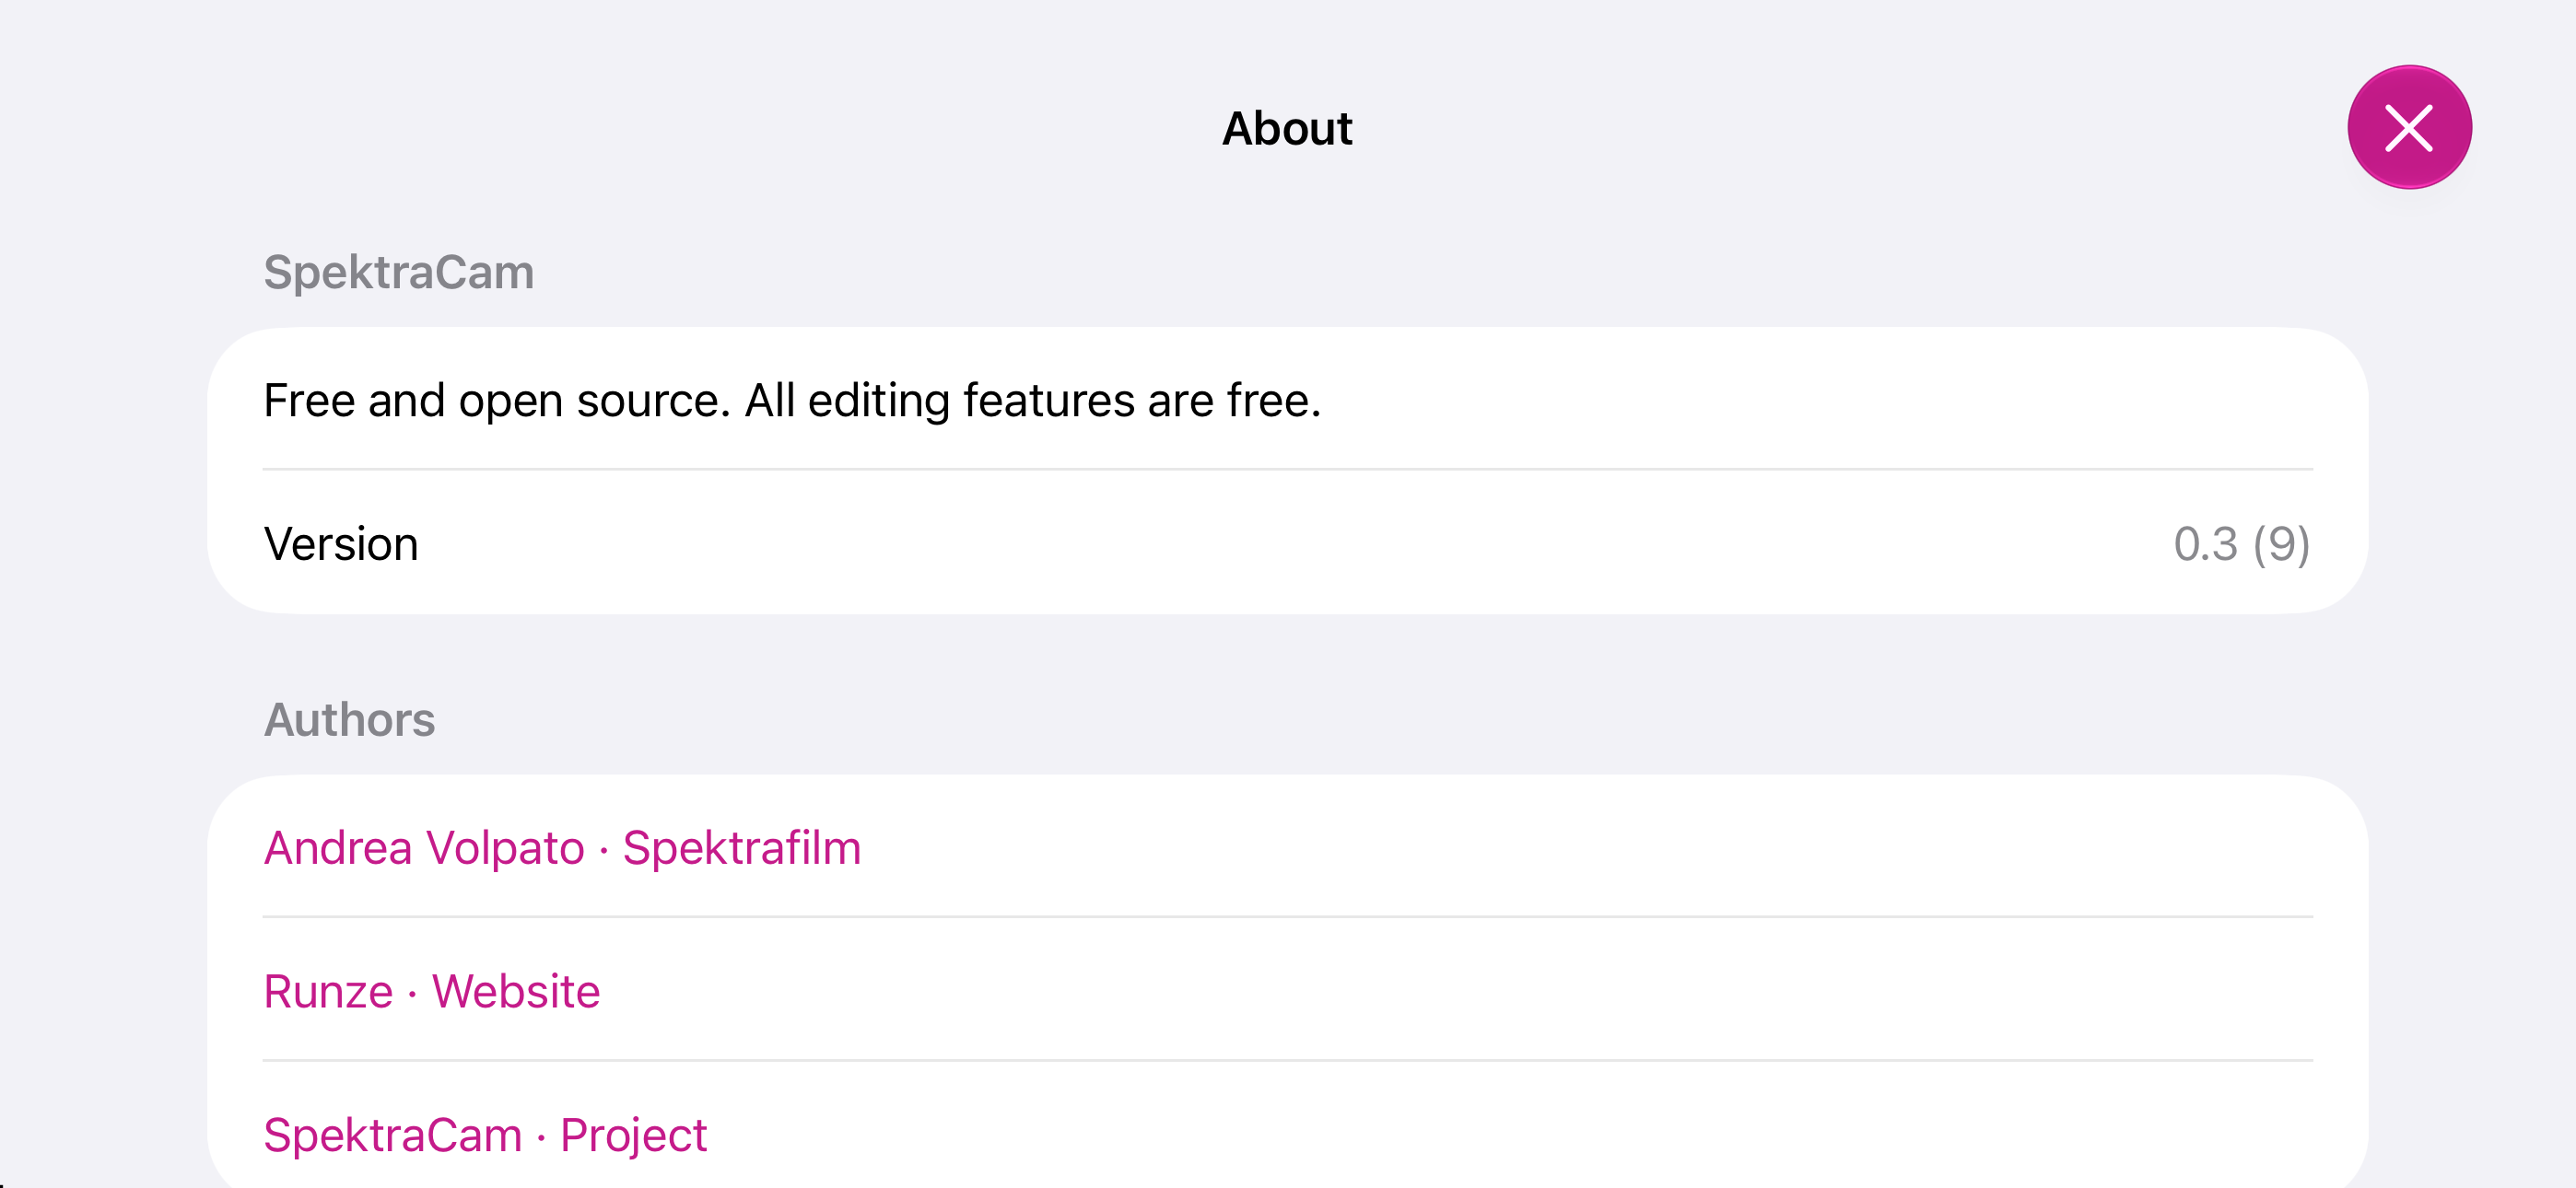 About
SpektraCam
Free and open source. All editing features are free.
Version 0.3 (9)
Authors
Andrea Volpato · Spektrafilm
Runze · Website
SpektraCam · Project